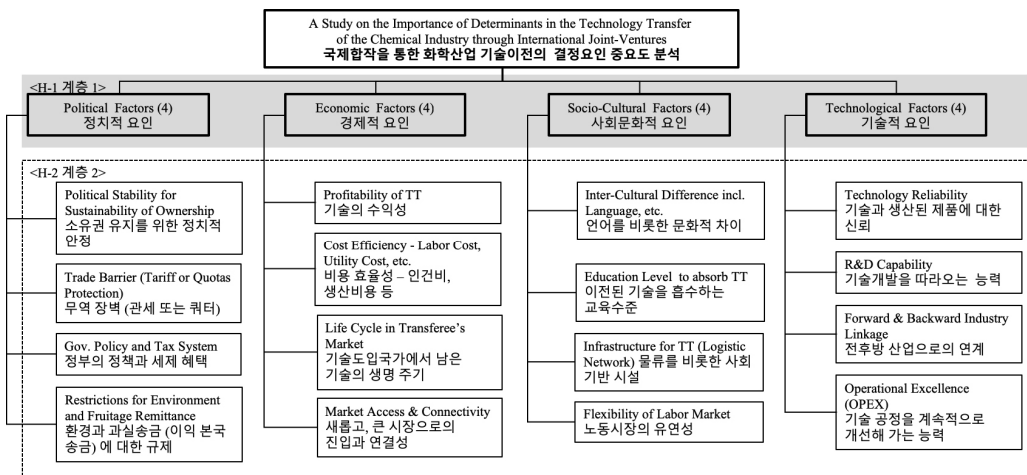 A Study on the Importance of Determinants in the Technology Transfer
of the Chemical Industry through International Joint-Ventures
국제합작을 통한 화학산업 기술이전의 결정요인 중요도 분석
<H-1 계층 1>
Political Factors (4)
정치적 요인
Economic Factors (4)
경제적 요인
Socio-Cultural Factors (4)
사회문화적 요인
Technological Factors (4)
기술적 요인
<H-2 계층 2>
Political Stability for
Sustainability of Ownership
소유권 유지를 위한 정치적
안정
Trade Barrier (Tariff or Quotas
Protection)
무역 장벽 (관세 또는 쿼터)
Gov. Policy and Tax System
정부의 정책과 세제 혜택
Restrictions for Environment
and Fruitage Remittance
환경과 과실송금 (이익 본국
송금) 에 대한 규제
Profitability of TT
기술의 수익성
Cost Efficiency - Labor Cost,
Utility Cost, etc.
비용 효율성 – 인건비,
생산비용 등
Life Cycle in Transferee's
Market
기술도입국가에서 남은
기술의 생명 주기
Market Access & Connectivity
새롭고, 큰 시장으로의
진입과 연결성
Inter-Cultural Difference incl.
Language, etc.
언어를 비롯한 문화적 차이
Education Level to absorb TT
이전된 기술을 흡수하는
교육수준
Infrastructure for TT (Logistic
Network) 물류를 비롯한 사회
기반 시설
Flexibility of Labor Market
노동시장의 유연성
Technology Reliability
기술과 생산된 제품에 대한
신뢰
R&D Capability
기술개발을 따라오는 능력
Forward & Backward Industry
Linkage
전후방 산업으로의 연계
Operational Excellence
(OPEX)
기술 공정을 계속적으로
개선해 가는 능력